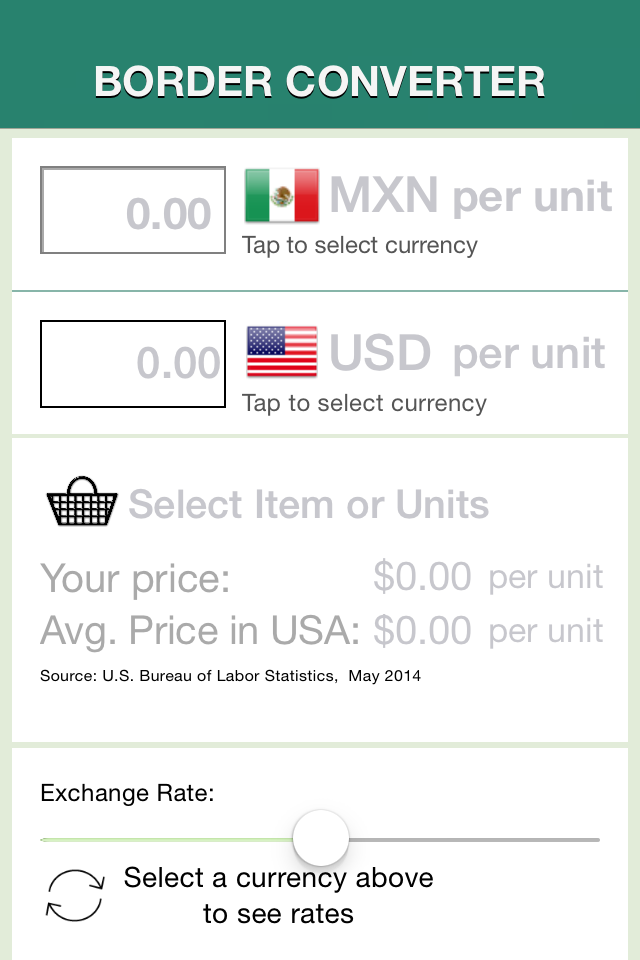 BORDER CONVERTER
0.00 MXN per unit
Tap to select currency
0.00 USD per unit
Tap to select currency
Select Item or Units
Your price: $0.00 per unit
Avg. Price in USA: $0.00 per unit
Source: U.S. Bureau of Labor Statistics, May 2014
Exchange Rate:
Select a currency above
to see rates